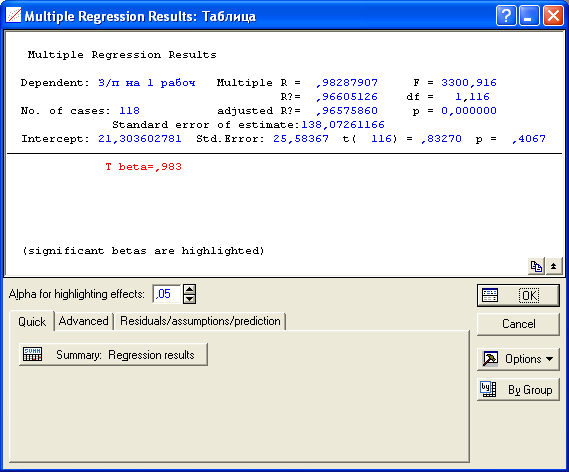 Multiple Regression Results: Таблица
Multiple Regression Results
Dependent: З/п на 1 рабоч Multiple R = ,98287907 F = 3300,916
R?= ,96605126 df = 1,116
No. of cases: 118 adjusted R?= ,96575860 p = 0,000000
Standard error of estimate:138,07261166
Intercept: 21,303602781 Std.Error: 25,58367 t( 116) = ,83270 p = ,4067
T beta=,983
(significant betas are highlighted)
Alpha for highlighting effects: ,05
OK
Quick Advanced Residuals/assumptions/prediction
Cancel
SUMM
Summary: Regression results
Options
by
By Group